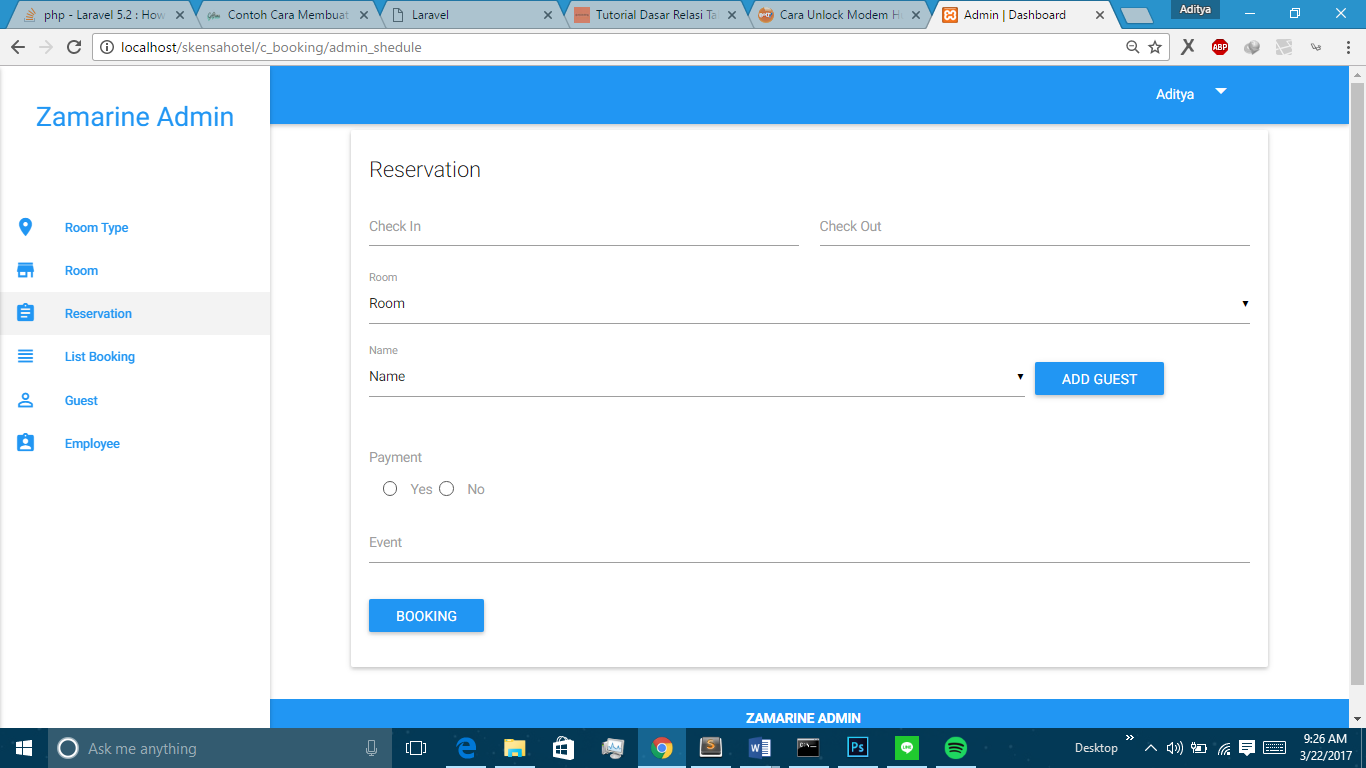 php - Laravel 5.2 : How
Contoh Cara Membuat
Laravel
Tutorial Dasar Relasi Ta
Cara Unlock Modem H
Admin | Dashboard
Aditya
localhost/skensahotel/c_booking/admin_shedule
ABP
Zamarine Admin
Aditya
Room Type
Room
Reservation
List Booking
Guest
Employee
Reservation
Check In
Check Out
Room
Room
Name
Name
ADD GUEST
Payment
Yes
No
Event
BOOKING
ZAMARINE ADMIN
Ask me anything
Desktop
9:26 AM
3/22/2017